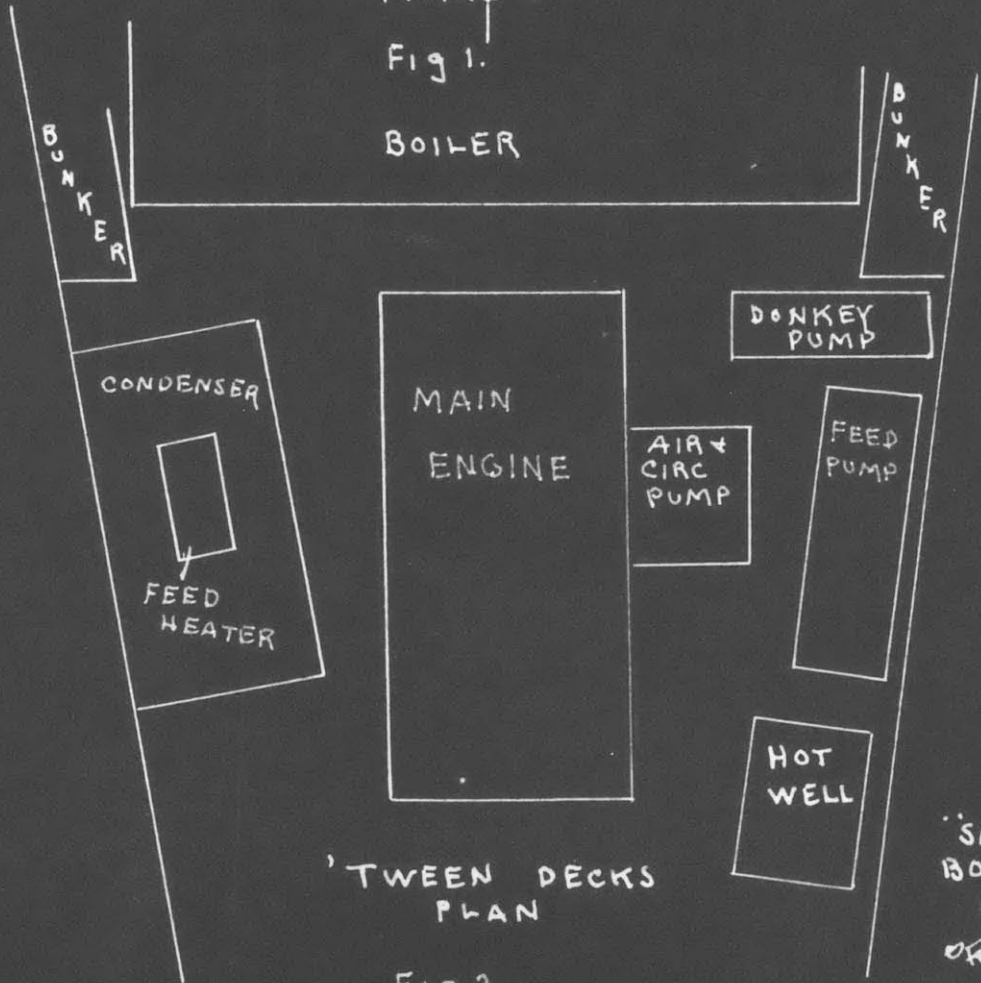 Fig 1.
BOILER
BUNKER
BUNKER
DONKEY
PUMP
CONDENSER
MAIN
ENGINE
AIR &
CIRC
PUMP
FEED
PUMP
FEED
HEATER
HOT
WELL
'TWEEN DECKS
PLAN